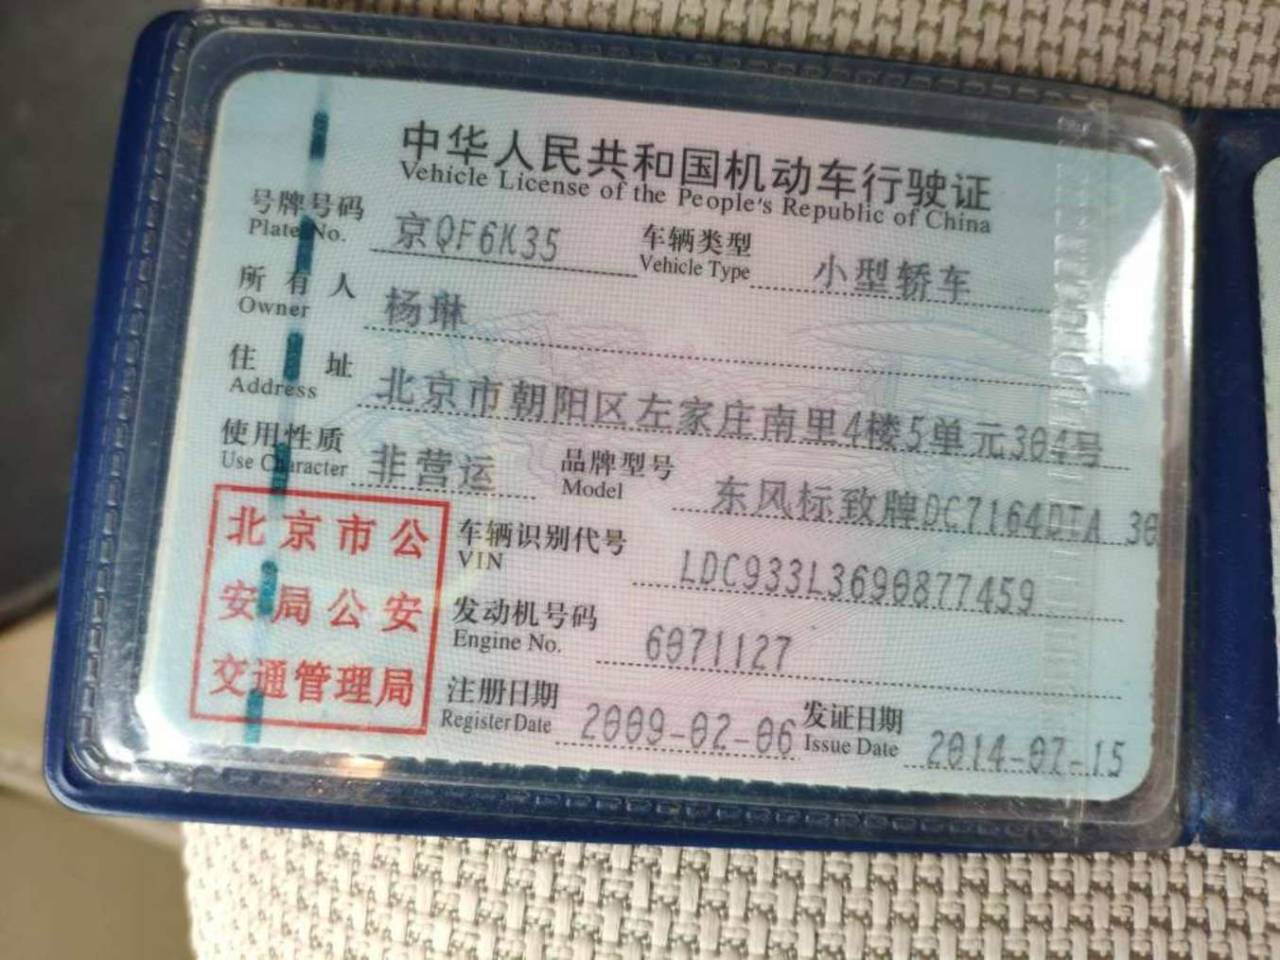 中华人民共和国机动车行驶证
Vehicle License of the People's Republic of China
号牌号码 京QF6K35 车辆类型 小型轿车
Plate No. Vehicle Type
所有人 杨琳
Owner
住址 北京市朝阳区左家庄南里4楼5单元304号
Address
使用性质 非营运 品牌型号 东风标致牌DC7164DTA 30
Use Character Model
北京市公
安局公安
交通管理局
车辆识别代号 LDC933L3690877459
VIN
发动机号码 6071127
Engine No.
注册日期 2009-02-06 发证日期 2014-07-15
Register Date Issue Date